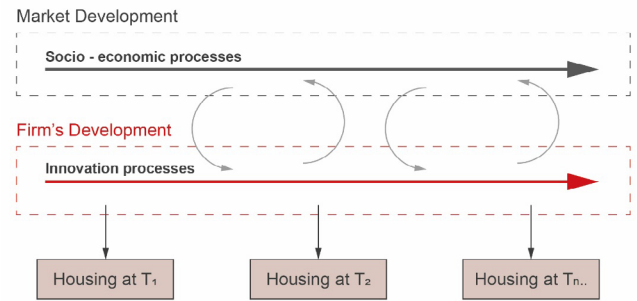 Market Development
Socio - economic processes
Firm's Development
Innovation processes
Housing at T₁
Housing at T₂
Housing at Tn..